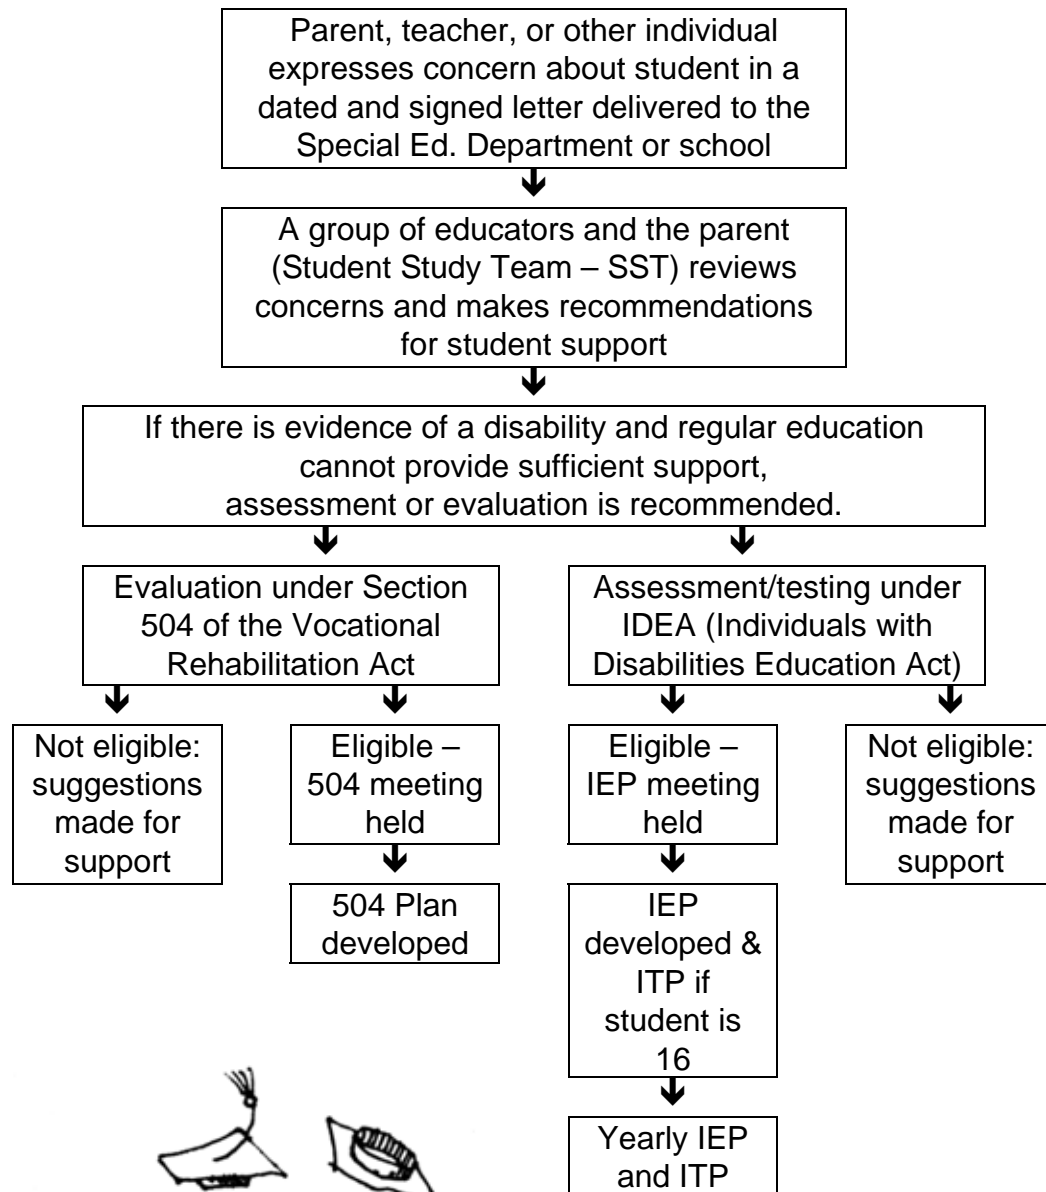 Parent, teacher, or other individual
expresses concern about student in a
dated and signed letter delivered to the
Special Ed. Department or school
A group of educators and the parent
(Student Study Team – SST) reviews
concerns and makes recommendations
for student support
If there is evidence of a disability and regular education
cannot provide sufficient support,
assessment or evaluation is recommended.
Evaluation under Section
504 of the Vocational
Rehabilitation Act
Assessment/testing under
IDEA (Individuals with
Disabilities Education Act)
Not eligible:
suggestions
made for
support
Eligible –
504 meeting
held
Eligible –
IEP meeting
held
Not eligible:
suggestions
made for
support
504 Plan
developed
IEP
developed &
ITP if
student is
16
Yearly IEP
and ITP